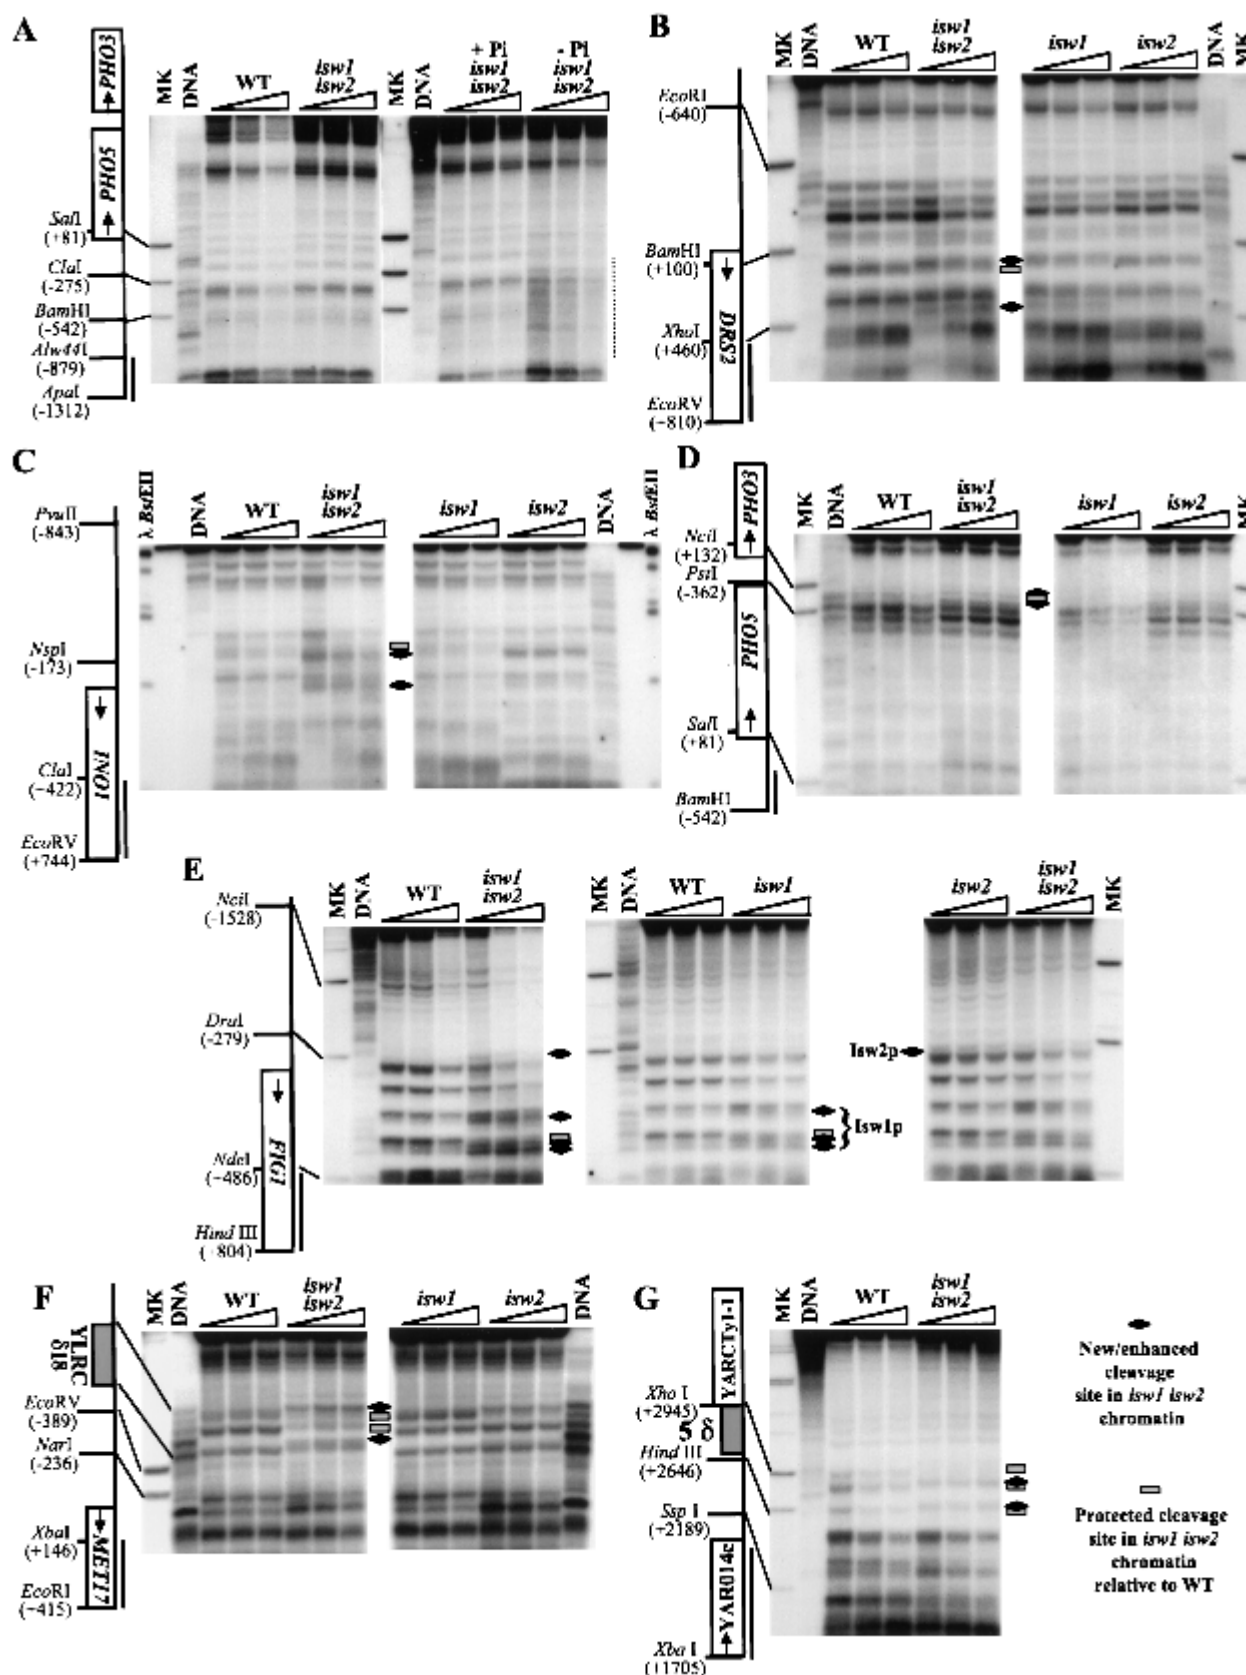 A
PHO3
PHO5
MK
DNA
WT
isw1
isw2
MK
DNA
+ Pi
isw1
isw2
- Pi
isw1
isw2
SalI
(+81)
ClaI
(-275)
BamHI
(-542)
Alw44I
(-879)
ApaI
(-1312)
B
MK
DNA
WT
isw1
isw2
isw1
isw2
DNA
MK
EcoRI
(-640)
BamHI
(+100)
XhoI
(+460)
EcoRV
(+810)
DRS2
C
λ BstEII
DNA
WT
isw1
isw2
isw1
isw2
DNA
λ BstEII
PvuII
(-843)
NspI
(-173)
ClaI
(+422)
EcoRV
(+744)
INO1
D
PHO3
PHO5
MK
DNA
WT
isw1
isw2
isw1
isw2
MK
NciI
(+132)
PstI
(-362)
SalI
(+81)
BamHI
(-542)
E
MK
DNA
WT
isw1
isw2
MK
DNA
WT
isw1
isw2
isw1
isw2
MK
NciI
(-1528)
DraI
(-279)
NdeI
(+486)
Hind III
(+804)
FIG1
Isw2p
Isw1p
F
MK
DNA
WT
isw1
isw2
isw1
isw2
DNA
YLRC
δ18
EcoRV
(-389)
NarI
(-236)
XbaI
(+146)
EcoRI
(+415)
MET17
G
MK
DNA
WT
isw1
isw2
YARCTy1-1
Xho I
(+2945)
5 δ
Hind III
(+2646)
Ssp I
(+2189)
YAR014c
Xba I
(+1705)
New/enhanced
cleavage
site in isw1 isw2
chromatin
Protected cleavage
site in isw1 isw2
chromatin
relative to WT